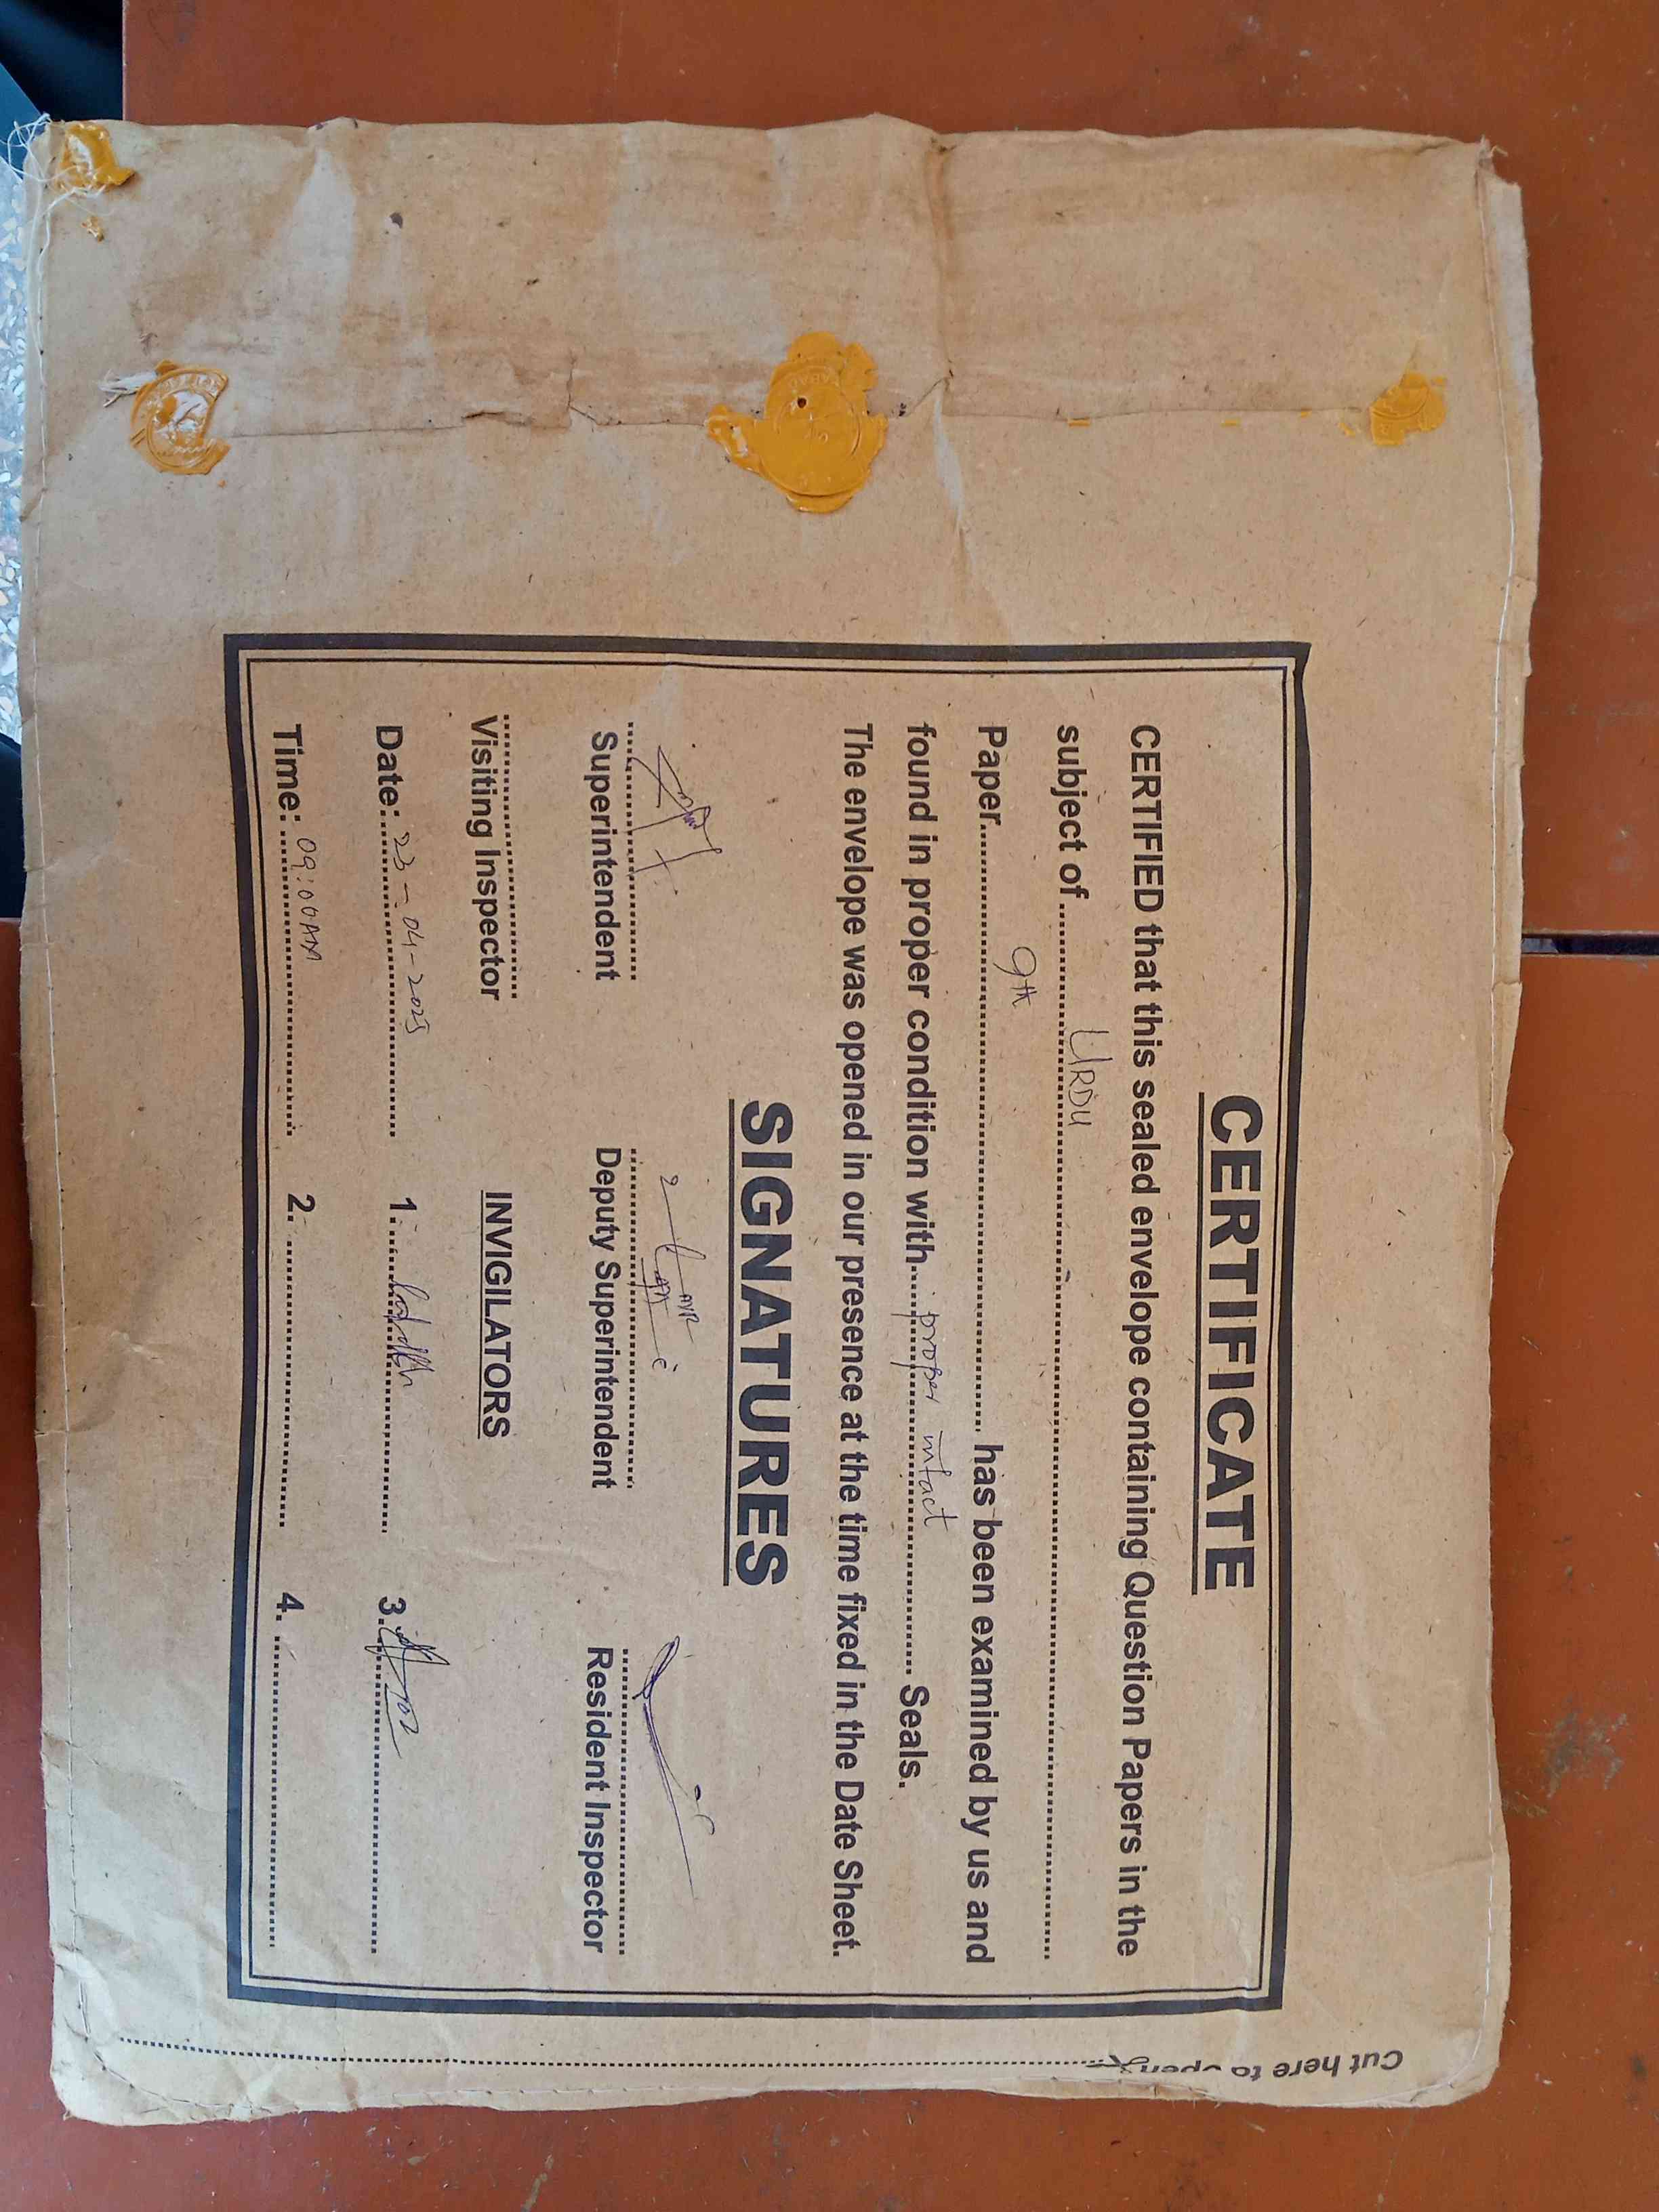 CERTIFICATE
CERTIFIED that this sealed envelope containing Question Papers in the
subject of ........ URDU ........
Paper ........ 9th ........ has been examined by us and
found in proper condition with ........ proper intact ........ Seals.
The envelope was opened in our presence at the time fixed in the Date Sheet.
SIGNATURES
Superintendent Deputy Superintendent Resident Inspector
Visiting Inspector INVIGILATORS
Date: 23-04-2025 1. 3.
Time: 09:00AM 2. 4.
Cut here to open